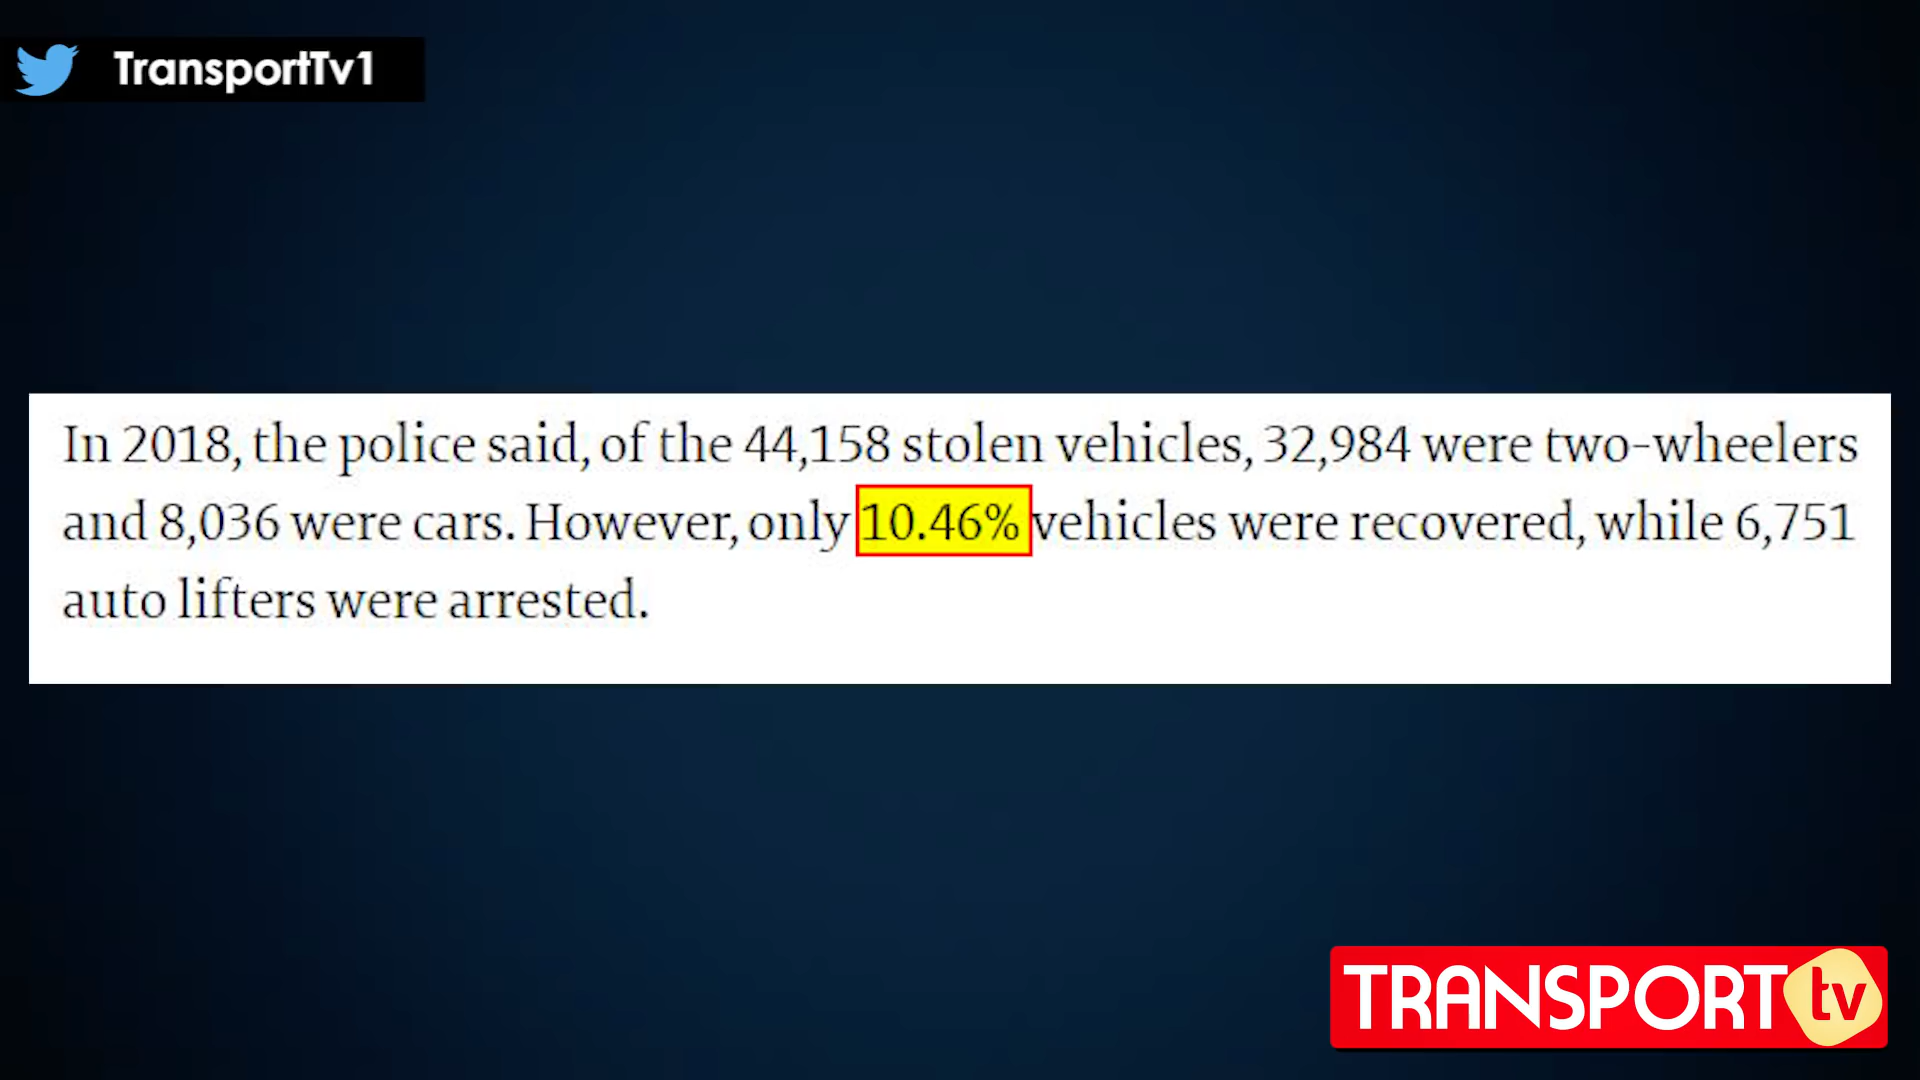 TransportTv1
In 2018, the police said, of the 44,158 stolen vehicles, 32,984 were two-wheelers
and 8,036 were cars. However, only 10.46% vehicles were recovered, while 6,751
auto lifters were arrested.
TRANSPORT tv